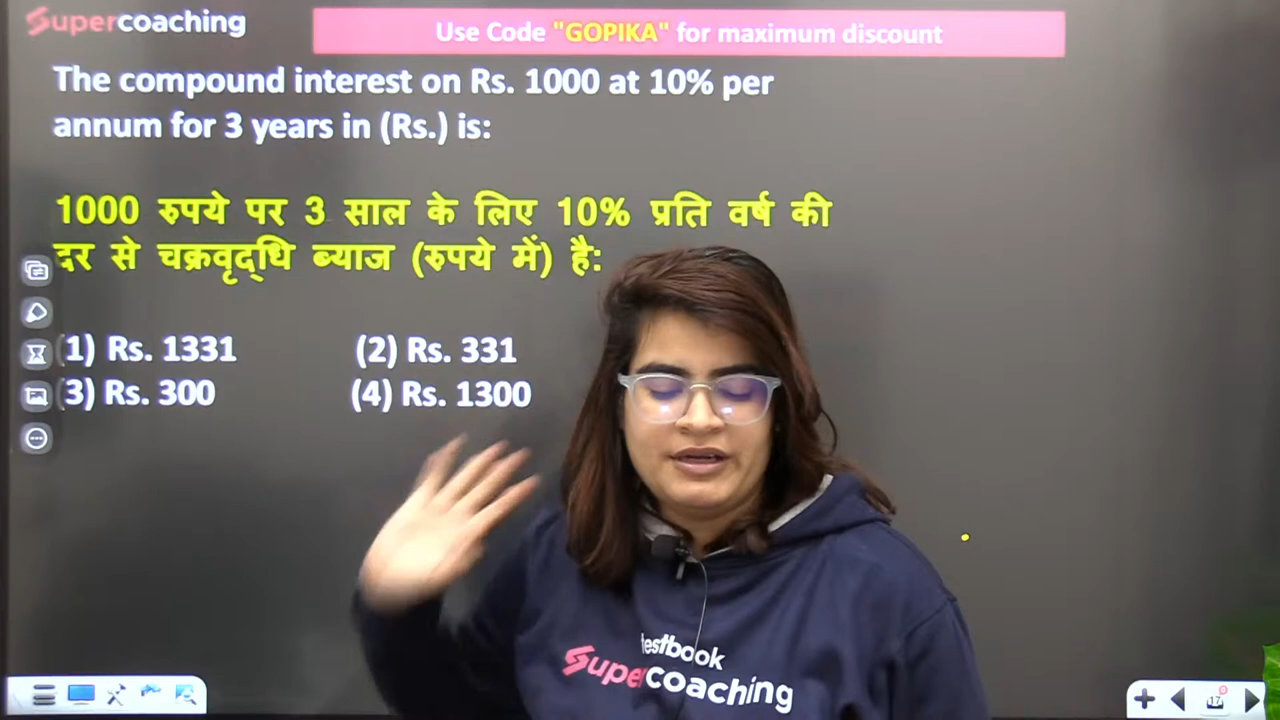 Supercoaching
Use Code "GOPIKA" for maximum discount
The compound interest on Rs. 1000 at 10% per
annum for 3 years in (Rs.) is:
1000 रुपये पर 3 साल के लिए 10% प्रति वर्ष की
दर से चक्रवृद्धि ब्याज (रुपये में) है:
(1) Rs. 1331 (2) Rs. 331
(3) Rs. 300 (4) Rs. 1300
testbook
Supercoaching
17